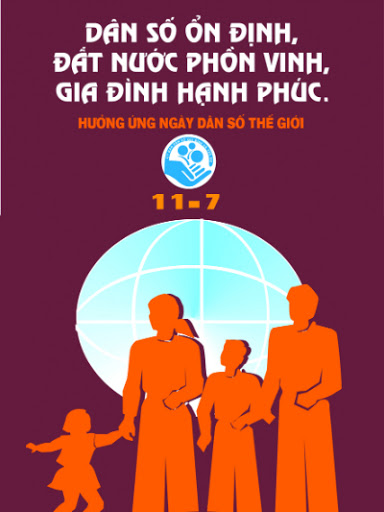 DÂN SỐ ỔN ĐỊNH,
ĐẤT NƯỚC PHỒN VINH,
GIA ĐÌNH HẠNH PHÚC.
HƯỞNG ỨNG NGÀY DÂN SỐ THẾ GIỚI
11-7